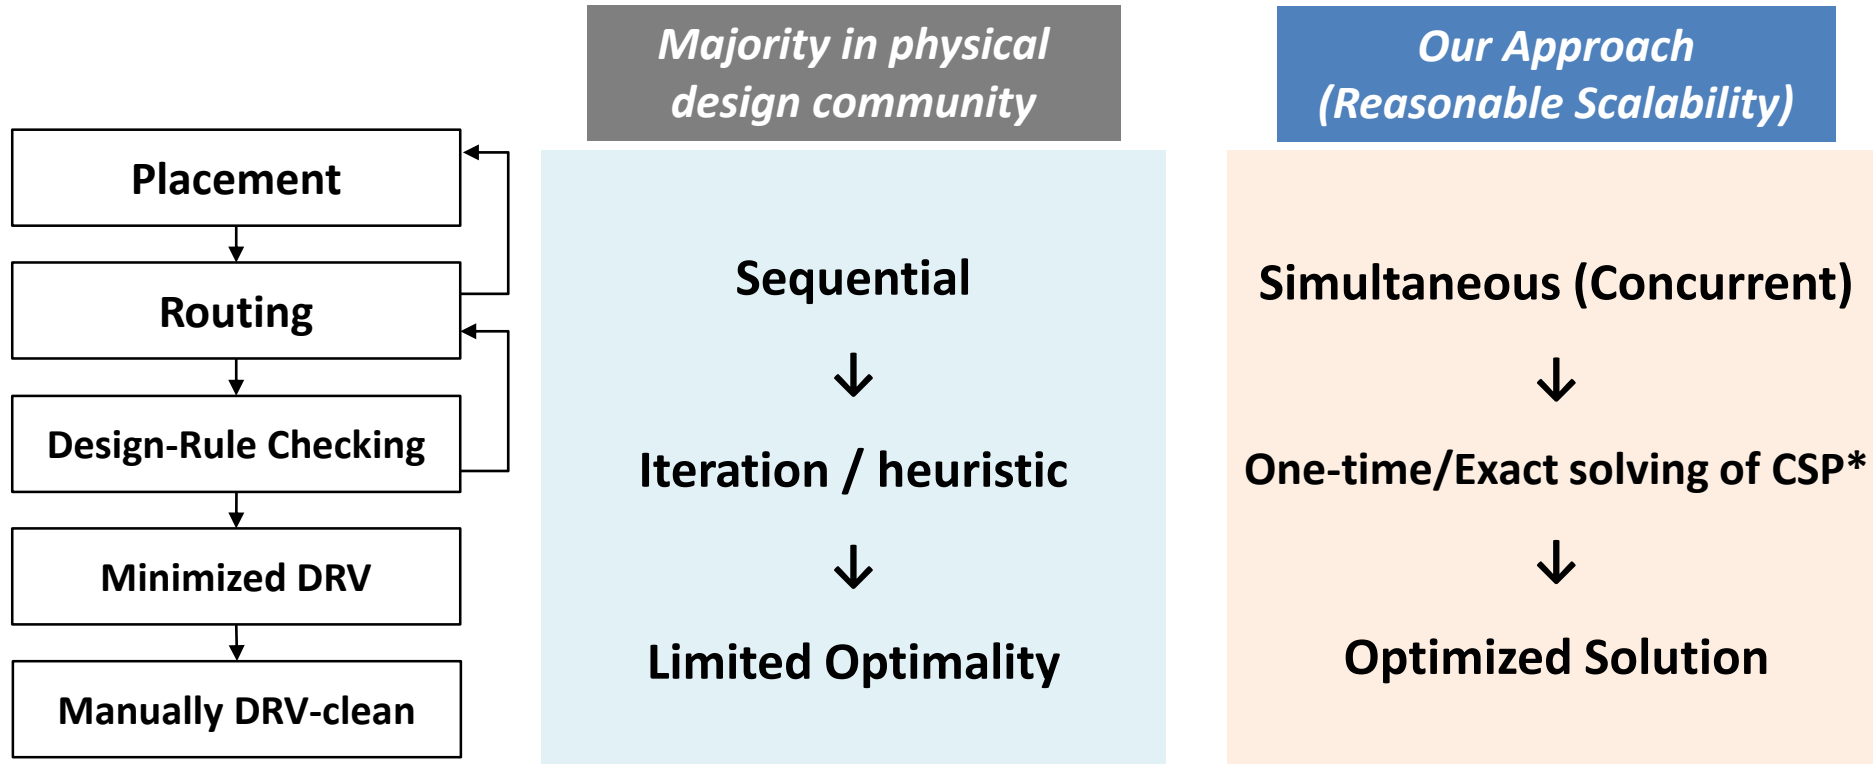 Majority in physical
design community
Our Approach
(Reasonable Scalability)
Placement
Routing
Design-Rule Checking
Minimized DRV
Manually DRV-clean
Sequential
↓
Iteration / heuristic
↓
Limited Optimality
Simultaneous (Concurrent)
↓
One-time/Exact solving of CSP*
↓
Optimized Solution